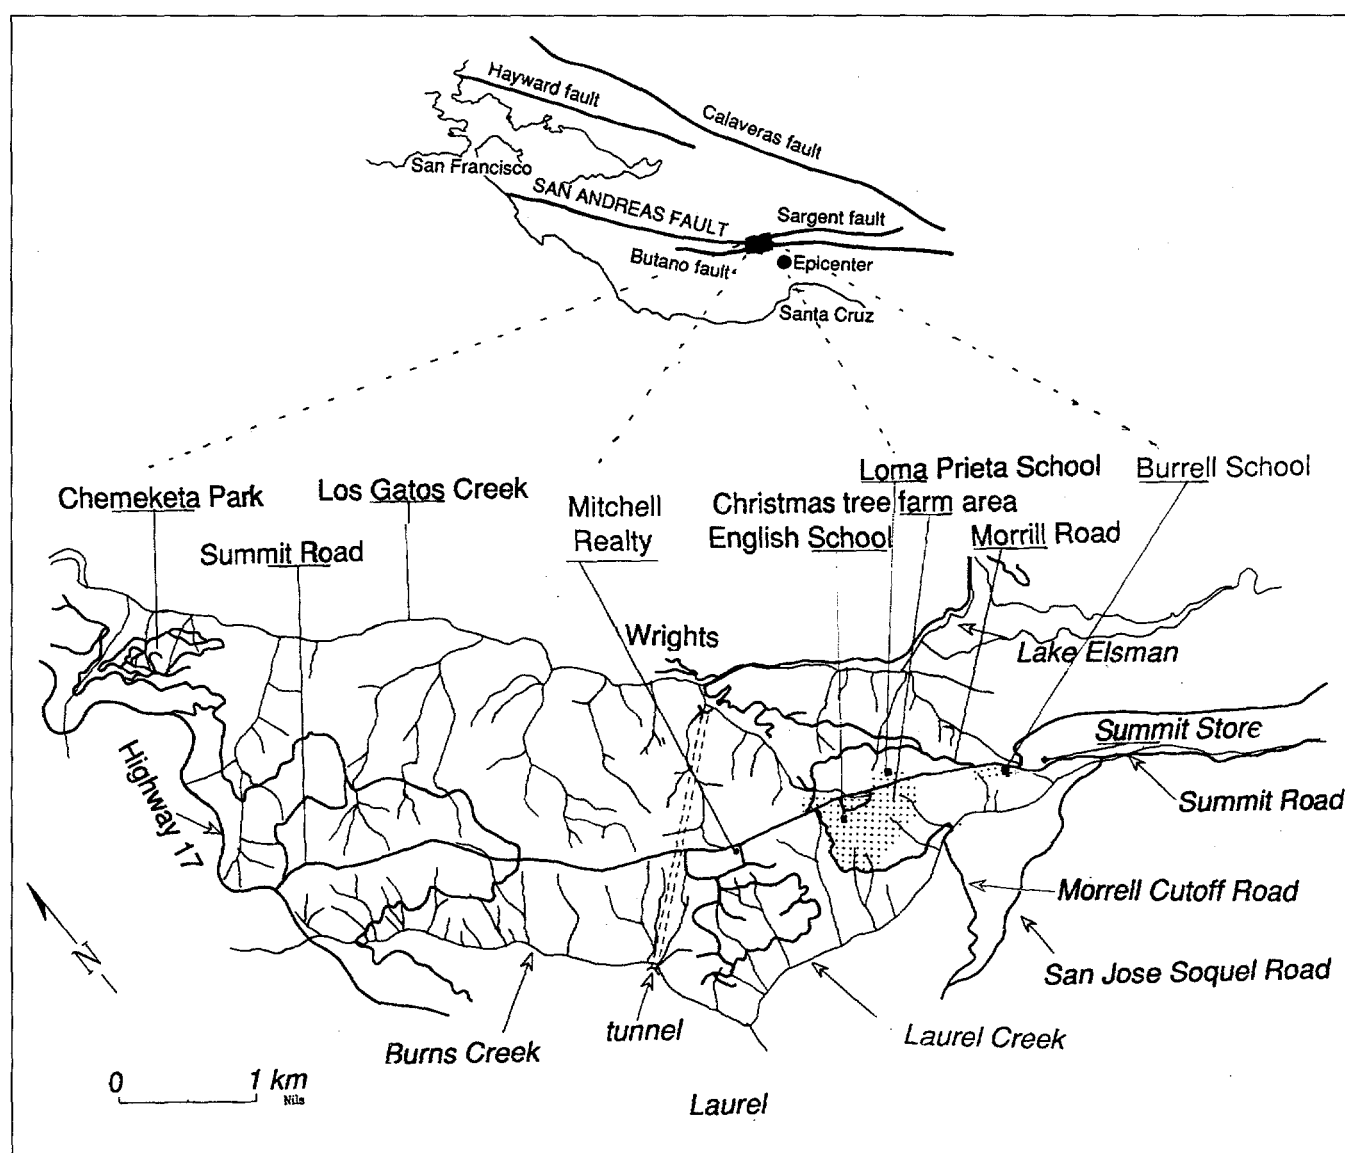 Hayward fault
Calaveras fault
San Francisco
SAN ANDREAS FAULT
Sargent fault
Butano fault
Epicenter
Santa Cruz
Chemeketa Park
Los Gatos Creek
Summit Road
Mitchell
Realty
Loma Prieta School
Christmas tree farm area
English School
Burrell School
Morrill Road
Wrights
Lake Elsman
Summit Store
Summit Road
Highway 17
Morrell Cutoff Road
San Jose Soquel Road
N
Burns Creek
tunnel
Laurel Creek
Laurel
0 1 km
Nils